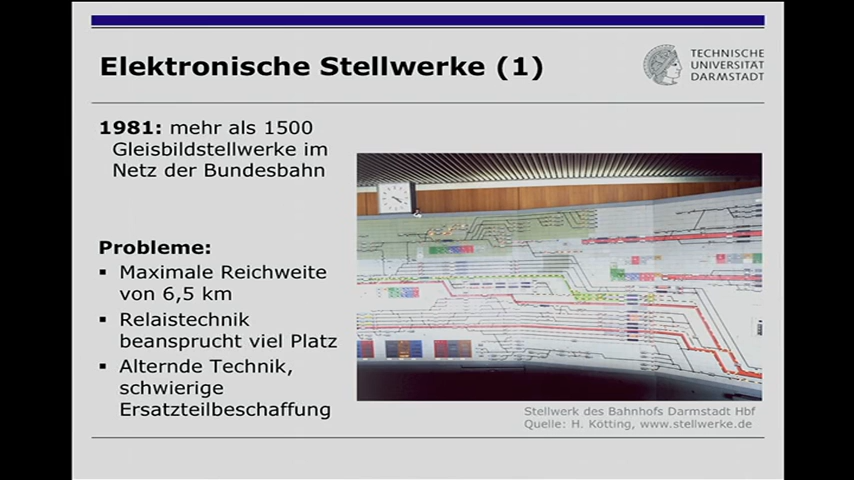 Elektronische Stellwerke (1)
TECHNISCHE
UNIVERSITÄT
DARMSTADT
1981: mehr als 1500
Gleisbildstellwerke im
Netz der Bundesbahn
Probleme:
▪ Maximale Reichweite
von 6,5 km
▪ Relaistechnik
beansprucht viel Platz
▪ Alternde Technik,
schwierige
Ersatzteilbeschaffung
Stellwerk des Bahnhofs Darmstadt Hbf
Quelle: H. Kötting, www.stellwerke.de